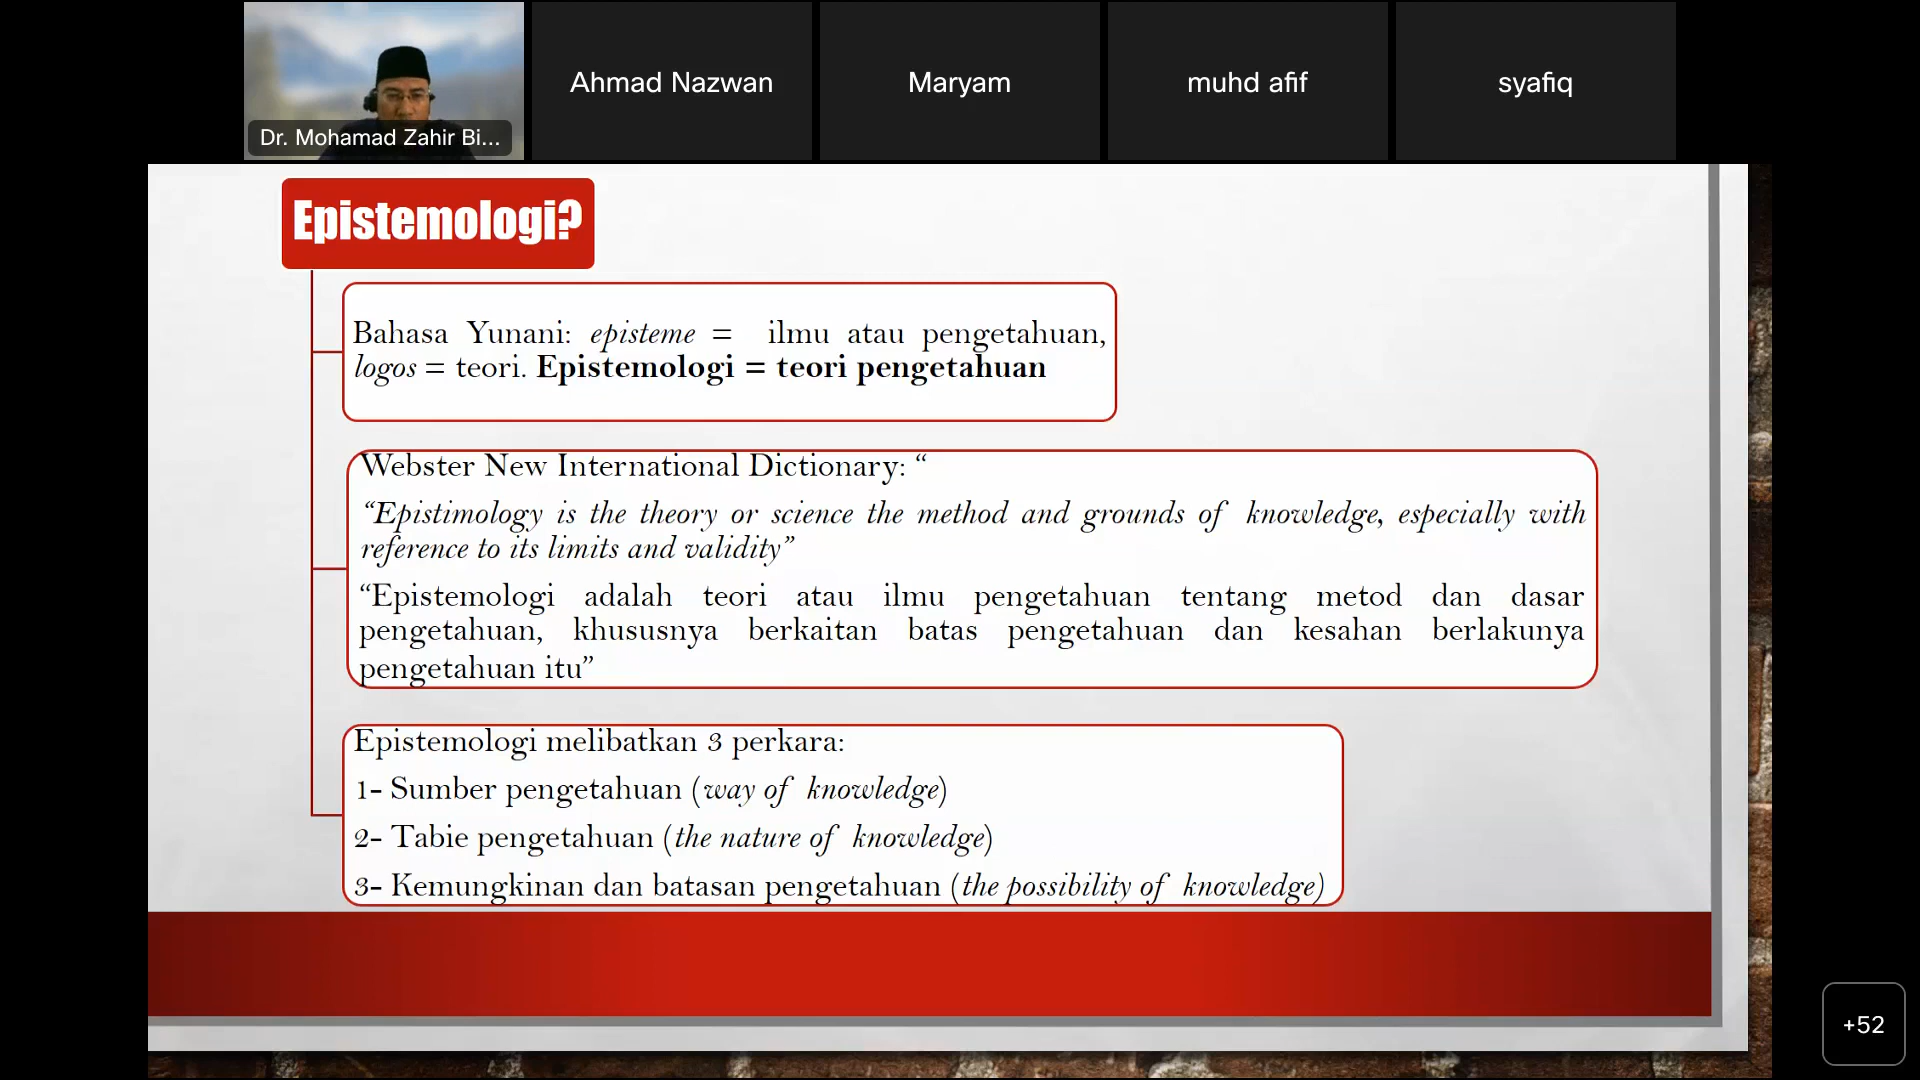 Ahmad Nazwan
Maryam
muhd afif
syafiq
Dr. Mohamad Zahir Bi...
Epistemologi?
Bahasa Yunani: episteme = ilmu atau pengetahuan,
logos = teori. Epistemologi = teori pengetahuan
Webster New International Dictionary: “
“Epistimology is the theory or science the method and grounds of knowledge, especially with
reference to its limits and validity”
“Epistemologi adalah teori atau ilmu pengetahuan tentang metod dan dasar
pengetahuan, khususnya berkaitan batas pengetahuan dan kesahan berlakunya
pengetahuan itu”
Epistemologi melibatkan 3 perkara:
1- Sumber pengetahuan (way of knowledge)
2- Tabie pengetahuan (the nature of knowledge)
3- Kemungkinan dan batasan pengetahuan (the possibility of knowledge)
+52